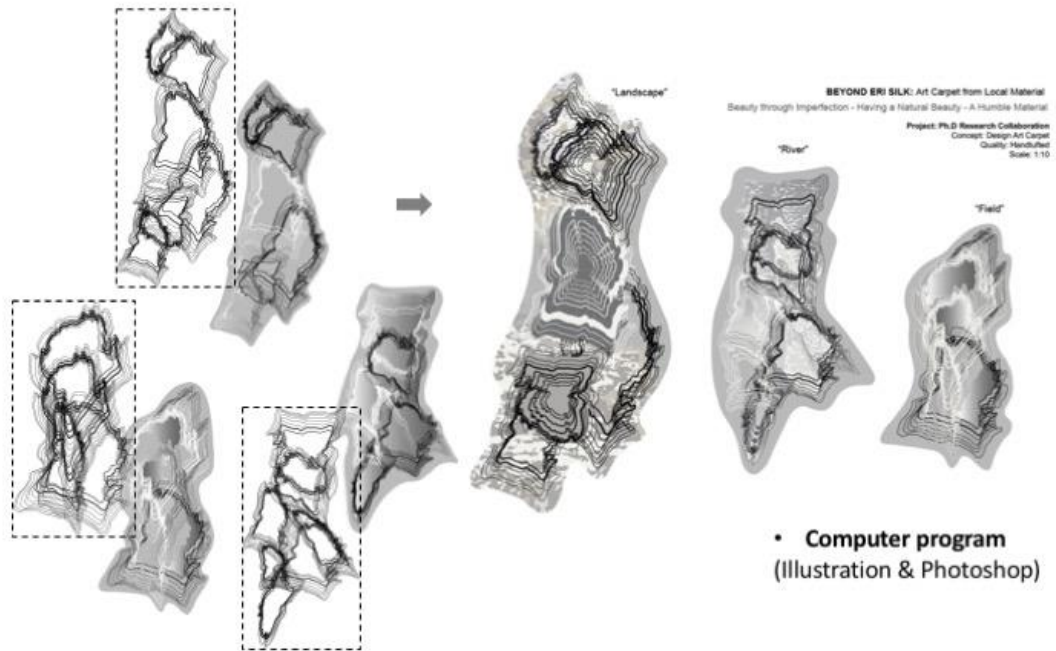 "Landscape"
BEYOND ERI SILK: Art Carpet from Local Material
Beauty through Imperfection - Having a Natural Beauty - A Humble Material
Project: Ph.D Research Collaboration
Concept: Design Art Carpet
Quality: Handtufted
Scale: 1:10
"River"
"Field"
• Computer program
(Illustration & Photoshop)